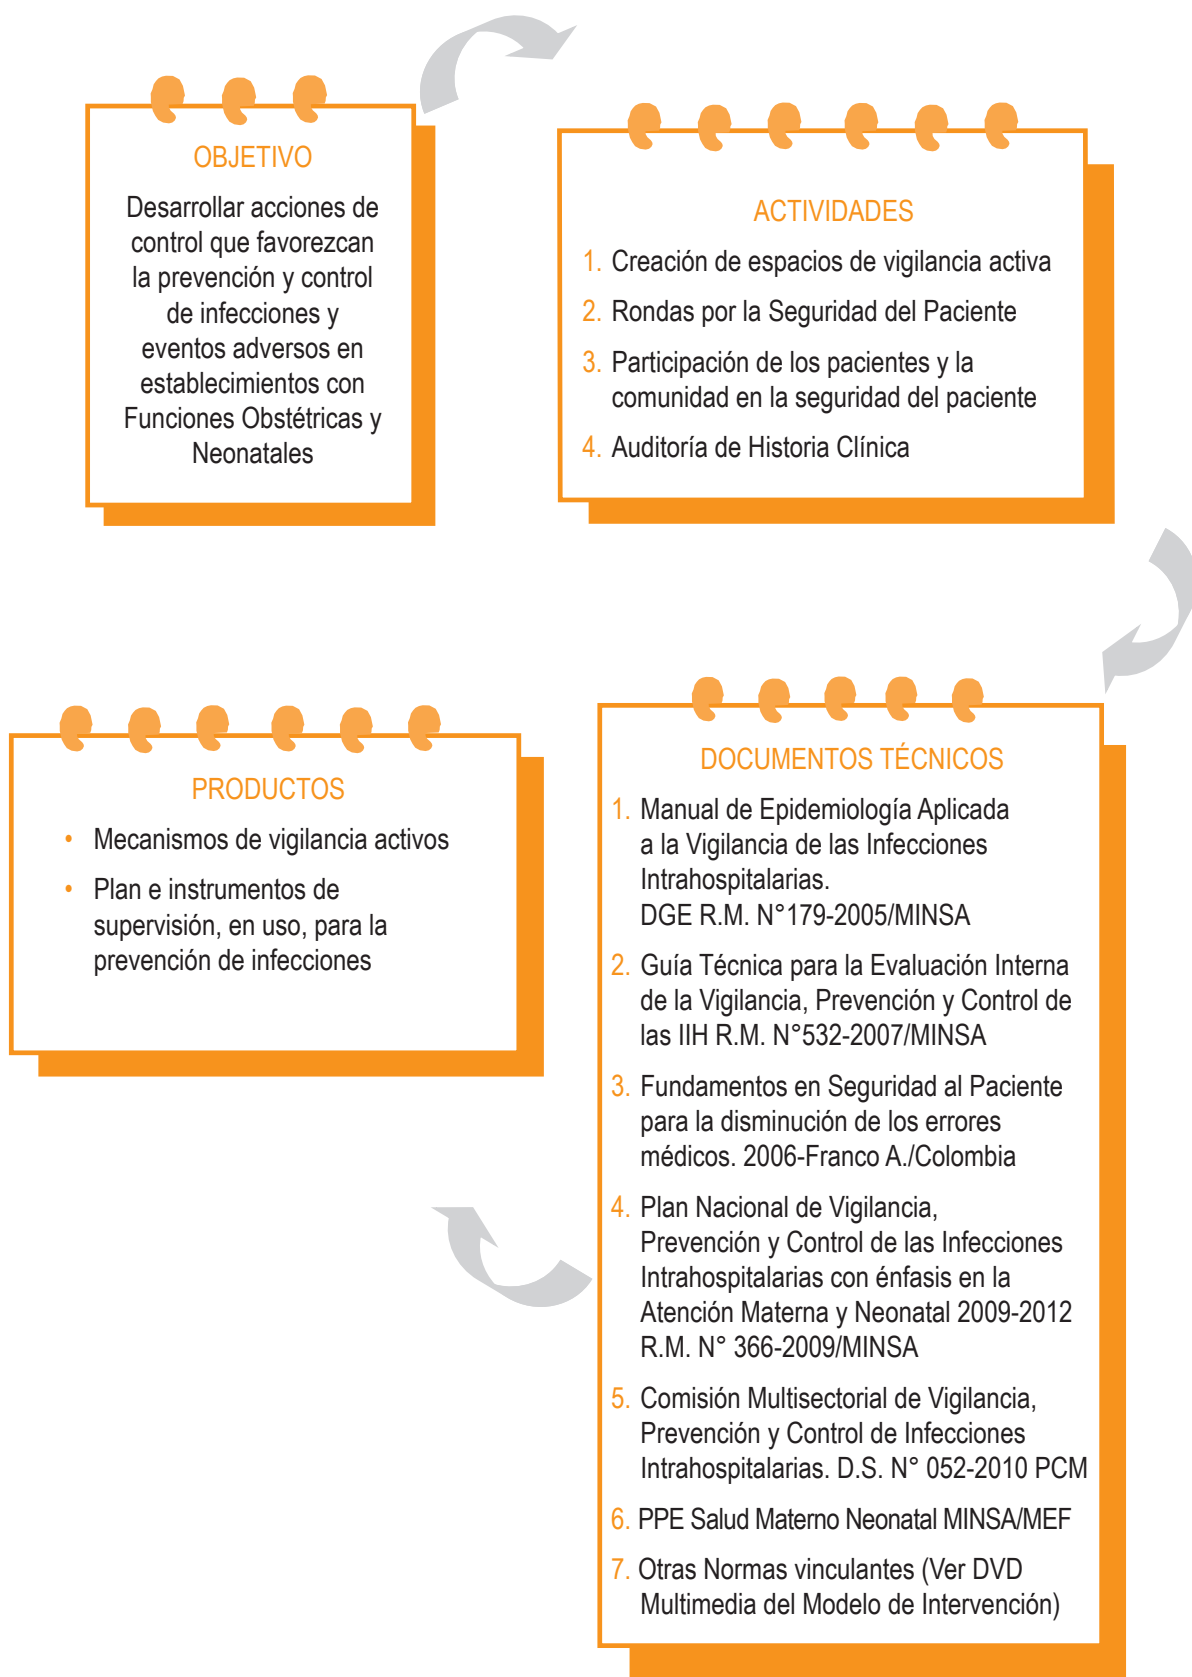 OBJETIVO
Desarrollar acciones de
control que favorezcan
la prevención y control
de infecciones y
eventos adversos en
establecimientos con
Funciones Obstétricas y
Neonatales
ACTIVIDADES
1. Creación de espacios de vigilancia activa
2. Rondas por la Seguridad del Paciente
3. Participación de los pacientes y la
comunidad en la seguridad del paciente
4. Auditoría de Historia Clínica
DOCUMENTOS TÉCNICOS
1. Manual de Epidemiología Aplicada
a la Vigilancia de las Infecciones
Intrahospitalarias.
DGE R.M. N°179-2005/MINSA
2. Guía Técnica para la Evaluación Interna
de la Vigilancia, Prevención y Control de
las IIH R.M. N°532-2007/MINSA
3. Fundamentos en Seguridad al Paciente
para la disminución de los errores
médicos. 2006-Franco A./Colombia
4. Plan Nacional de Vigilancia,
Prevención y Control de las Infecciones
Intrahospitalarias con énfasis en la
Atención Materna y Neonatal 2009-2012
R.M. N° 366-2009/MINSA
5. Comisión Multisectorial de Vigilancia,
Prevención y Control de Infecciones
Intrahospitalarias. D.S. N° 052-2010 PCM
6. PPE Salud Materno Neonatal MINSA/MEF
7. Otras Normas vinculantes (Ver DVD
Multimedia del Modelo de Intervención)
PRODUCTOS
• Mecanismos de vigilancia activos
• Plan e instrumentos de
supervisión, en uso, para la
prevención de infecciones